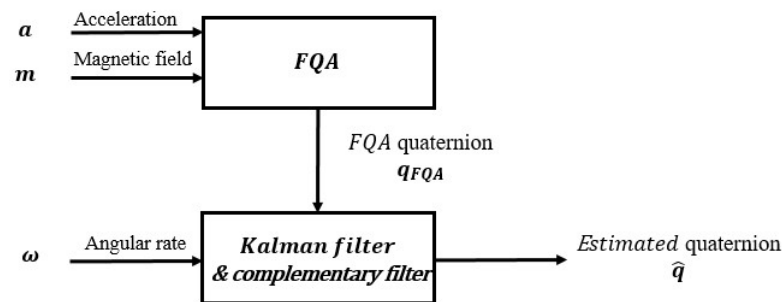 a
Acceleration
m
Magnetic field
FQA
FQA quaternion
q_FQA
ω
Angular rate
Kalman filter
& complementary filter
Estimated quaternion
q̂